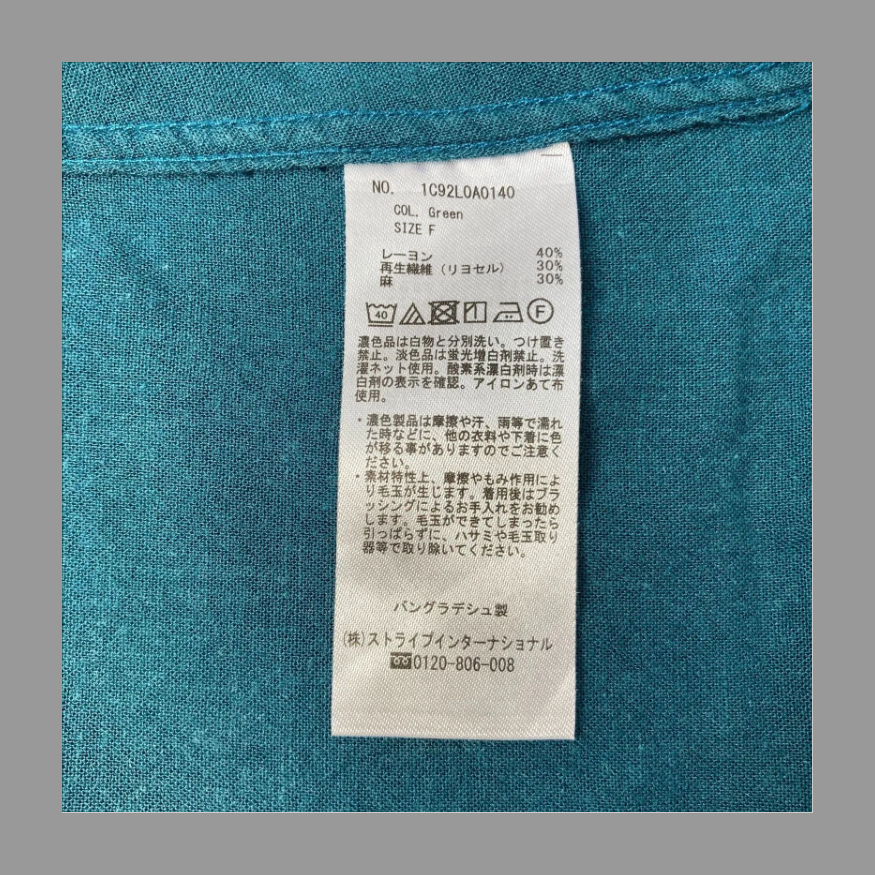 NO. 1C92L0A0140
COL. Green
SIZE F
レーヨン 40%
再生繊維（リヨセル） 30%
麻 30%
40 F
濃色品は白物と分別洗い。つけ置き
禁止。淡色品は蛍光増白剤禁止。洗
濯ネット使用。酸素系漂白剤時は漂
白剤の表示を確認。アイロンあて布
使用。
・濃色製品は摩擦や汗、雨等で濡れ
た時などに、他の衣料や下着に色
が移る事がありますのでご注意く
ださい。
・素材特性上、摩擦やもみ作用によ
り毛玉が生じます。着用後はブラ
ッシングによるお手入れをお勧め
します。毛玉ができてしまったら
引っぱらずに、ハサミや毛玉取り
器等で取り除いてください。
バングラデシュ製
(株)ストライプインターナショナル
0120-806-008